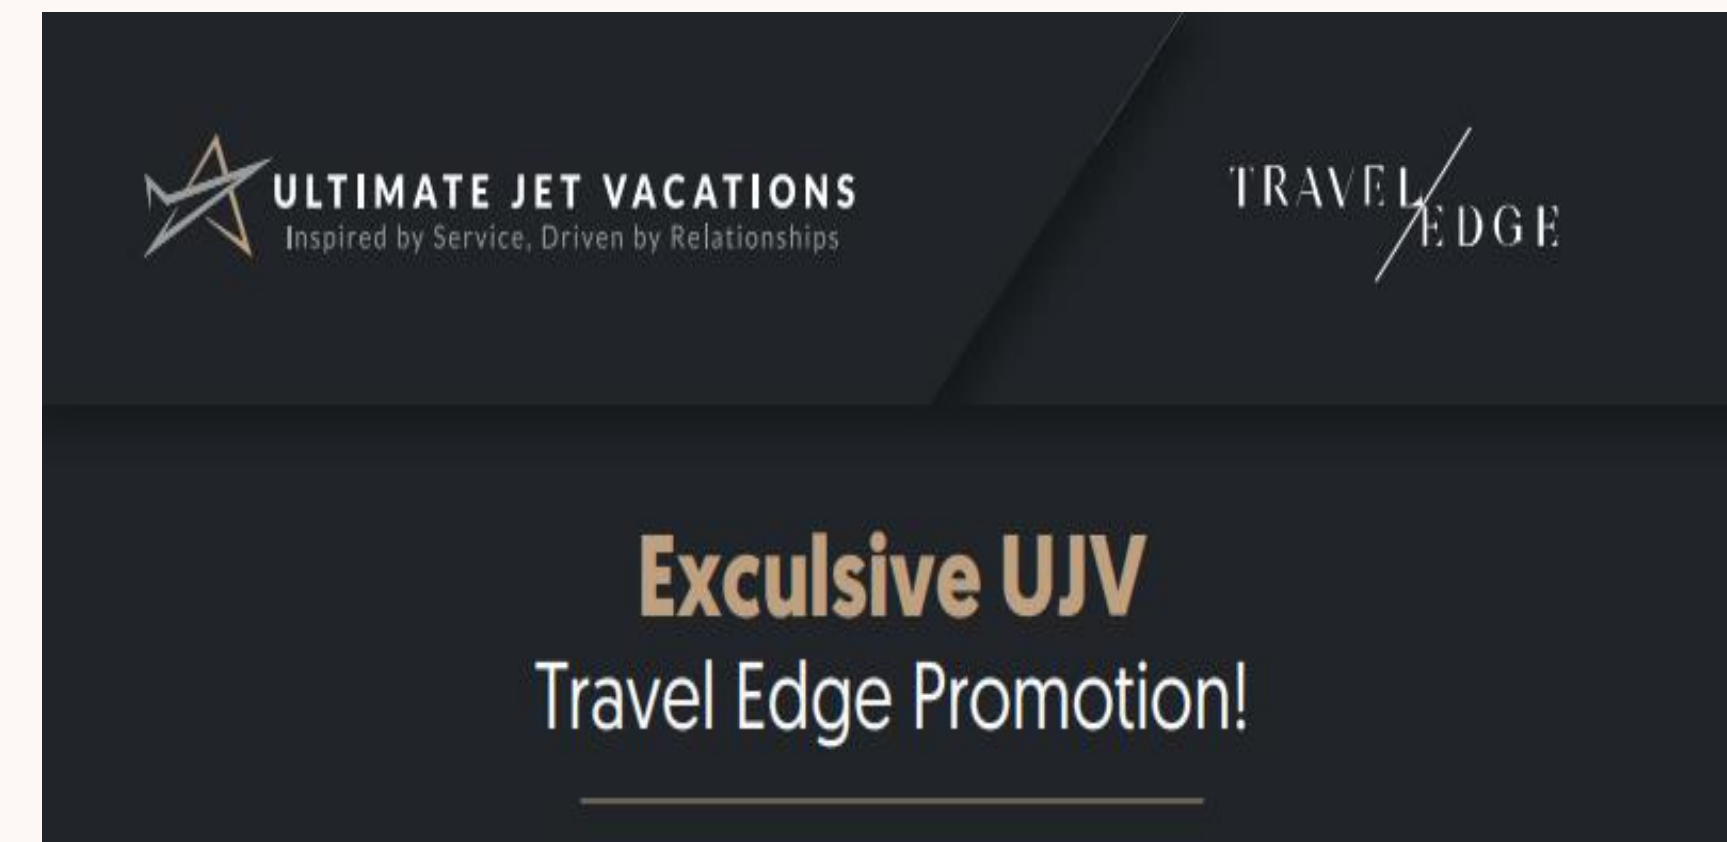 ULTIMATE JET VACATIONS
Inspired by Service, Driven by Relationships
TRAVEL
EDGE
Exculsive UJV
Travel Edge Promotion!